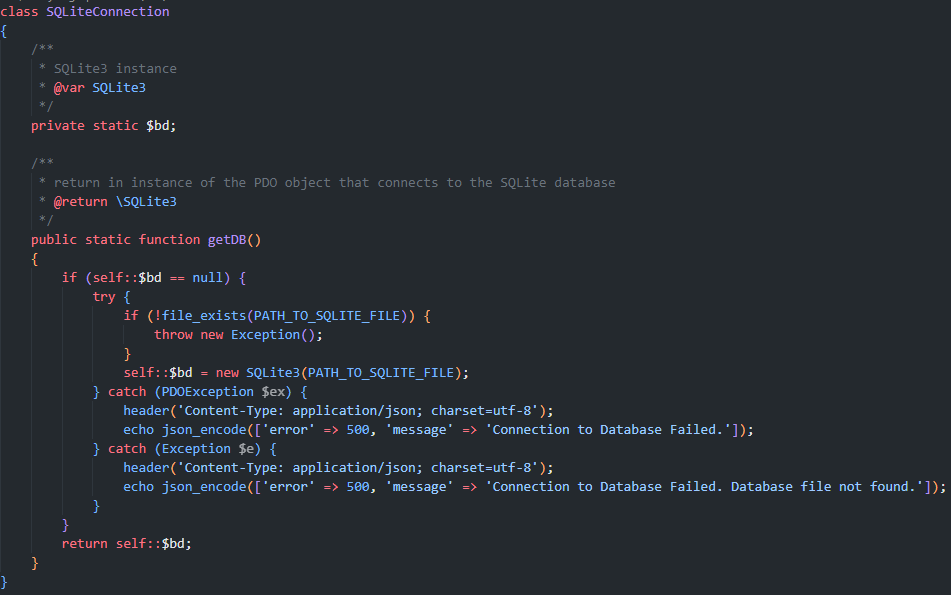 class SQLiteConnection
{
    /**
     * SQLite3 instance
     * @var SQLite3
     */
    private static $bd;

    /**
     * return in instance of the PDO object that connects to the SQLite database
     * @return \SQLite3
     */
    public static function getDB()
    {
        if (self::$bd == null) {
            try {
                if (!file_exists(PATH_TO_SQLITE_FILE)) {
                    throw new Exception();
                }
                self::$bd = new SQLite3(PATH_TO_SQLITE_FILE);
            } catch (PDOException $ex) {
                header('Content-Type: application/json; charset=utf-8');
                echo json_encode(['error' => 500, 'message' => 'Connection to Database Failed.']);
            } catch (Exception $e) {
                header('Content-Type: application/json; charset=utf-8');
                echo json_encode(['error' => 500, 'message' => 'Connection to Database Failed. Database file not found.']);
            }
        }
        return self::$bd;
    }
}